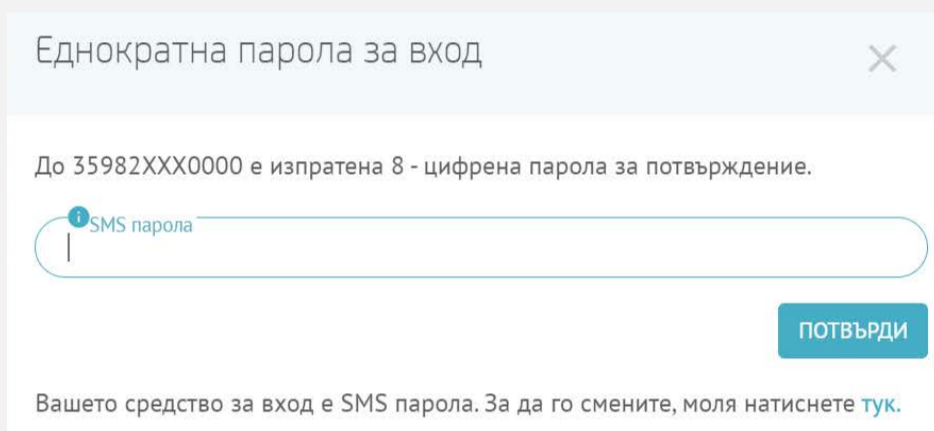 Еднократна парола за вход
До 35982XXX0000 е изпратена 8 - цифрена парола за потвърждение.
SMS парола
ПОТВЪРДИ
Вашето средство за вход е SMS парола. За да го смените, моля натиснете тук.